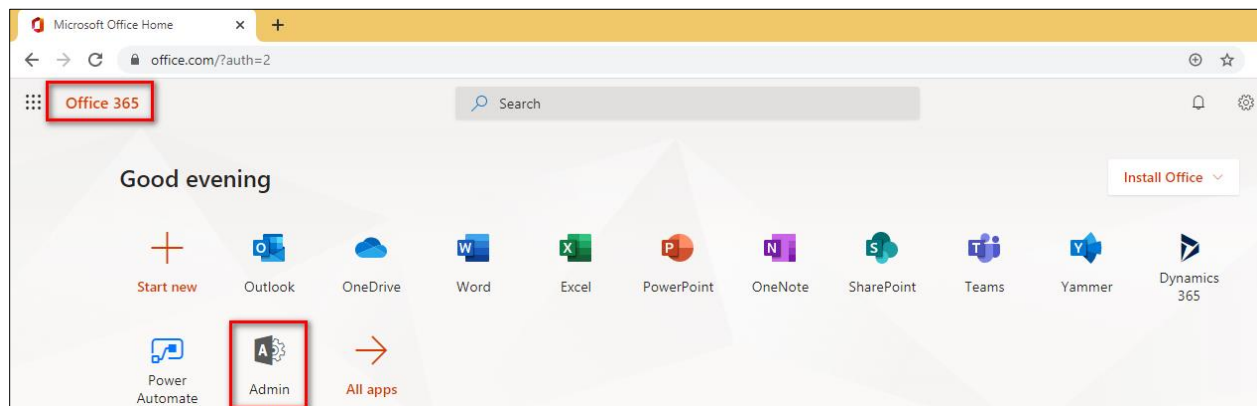 Microsoft Office Home
office.com/?auth=2
Office 365
Search
Good evening
Install Office
Start new
Outlook
OneDrive
Word
Excel
PowerPoint
OneNote
SharePoint
Teams
Yammer
Dynamics
365
Power
Automate
Admin
All apps